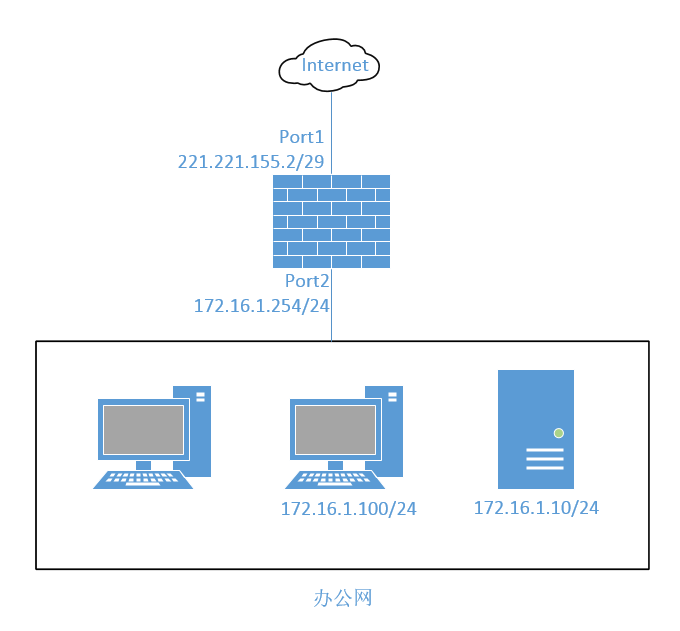 Internet
Port1
221.221.155.2/29
Port2
172.16.1.254/24
172.16.1.100/24
172.16.1.10/24
办公网